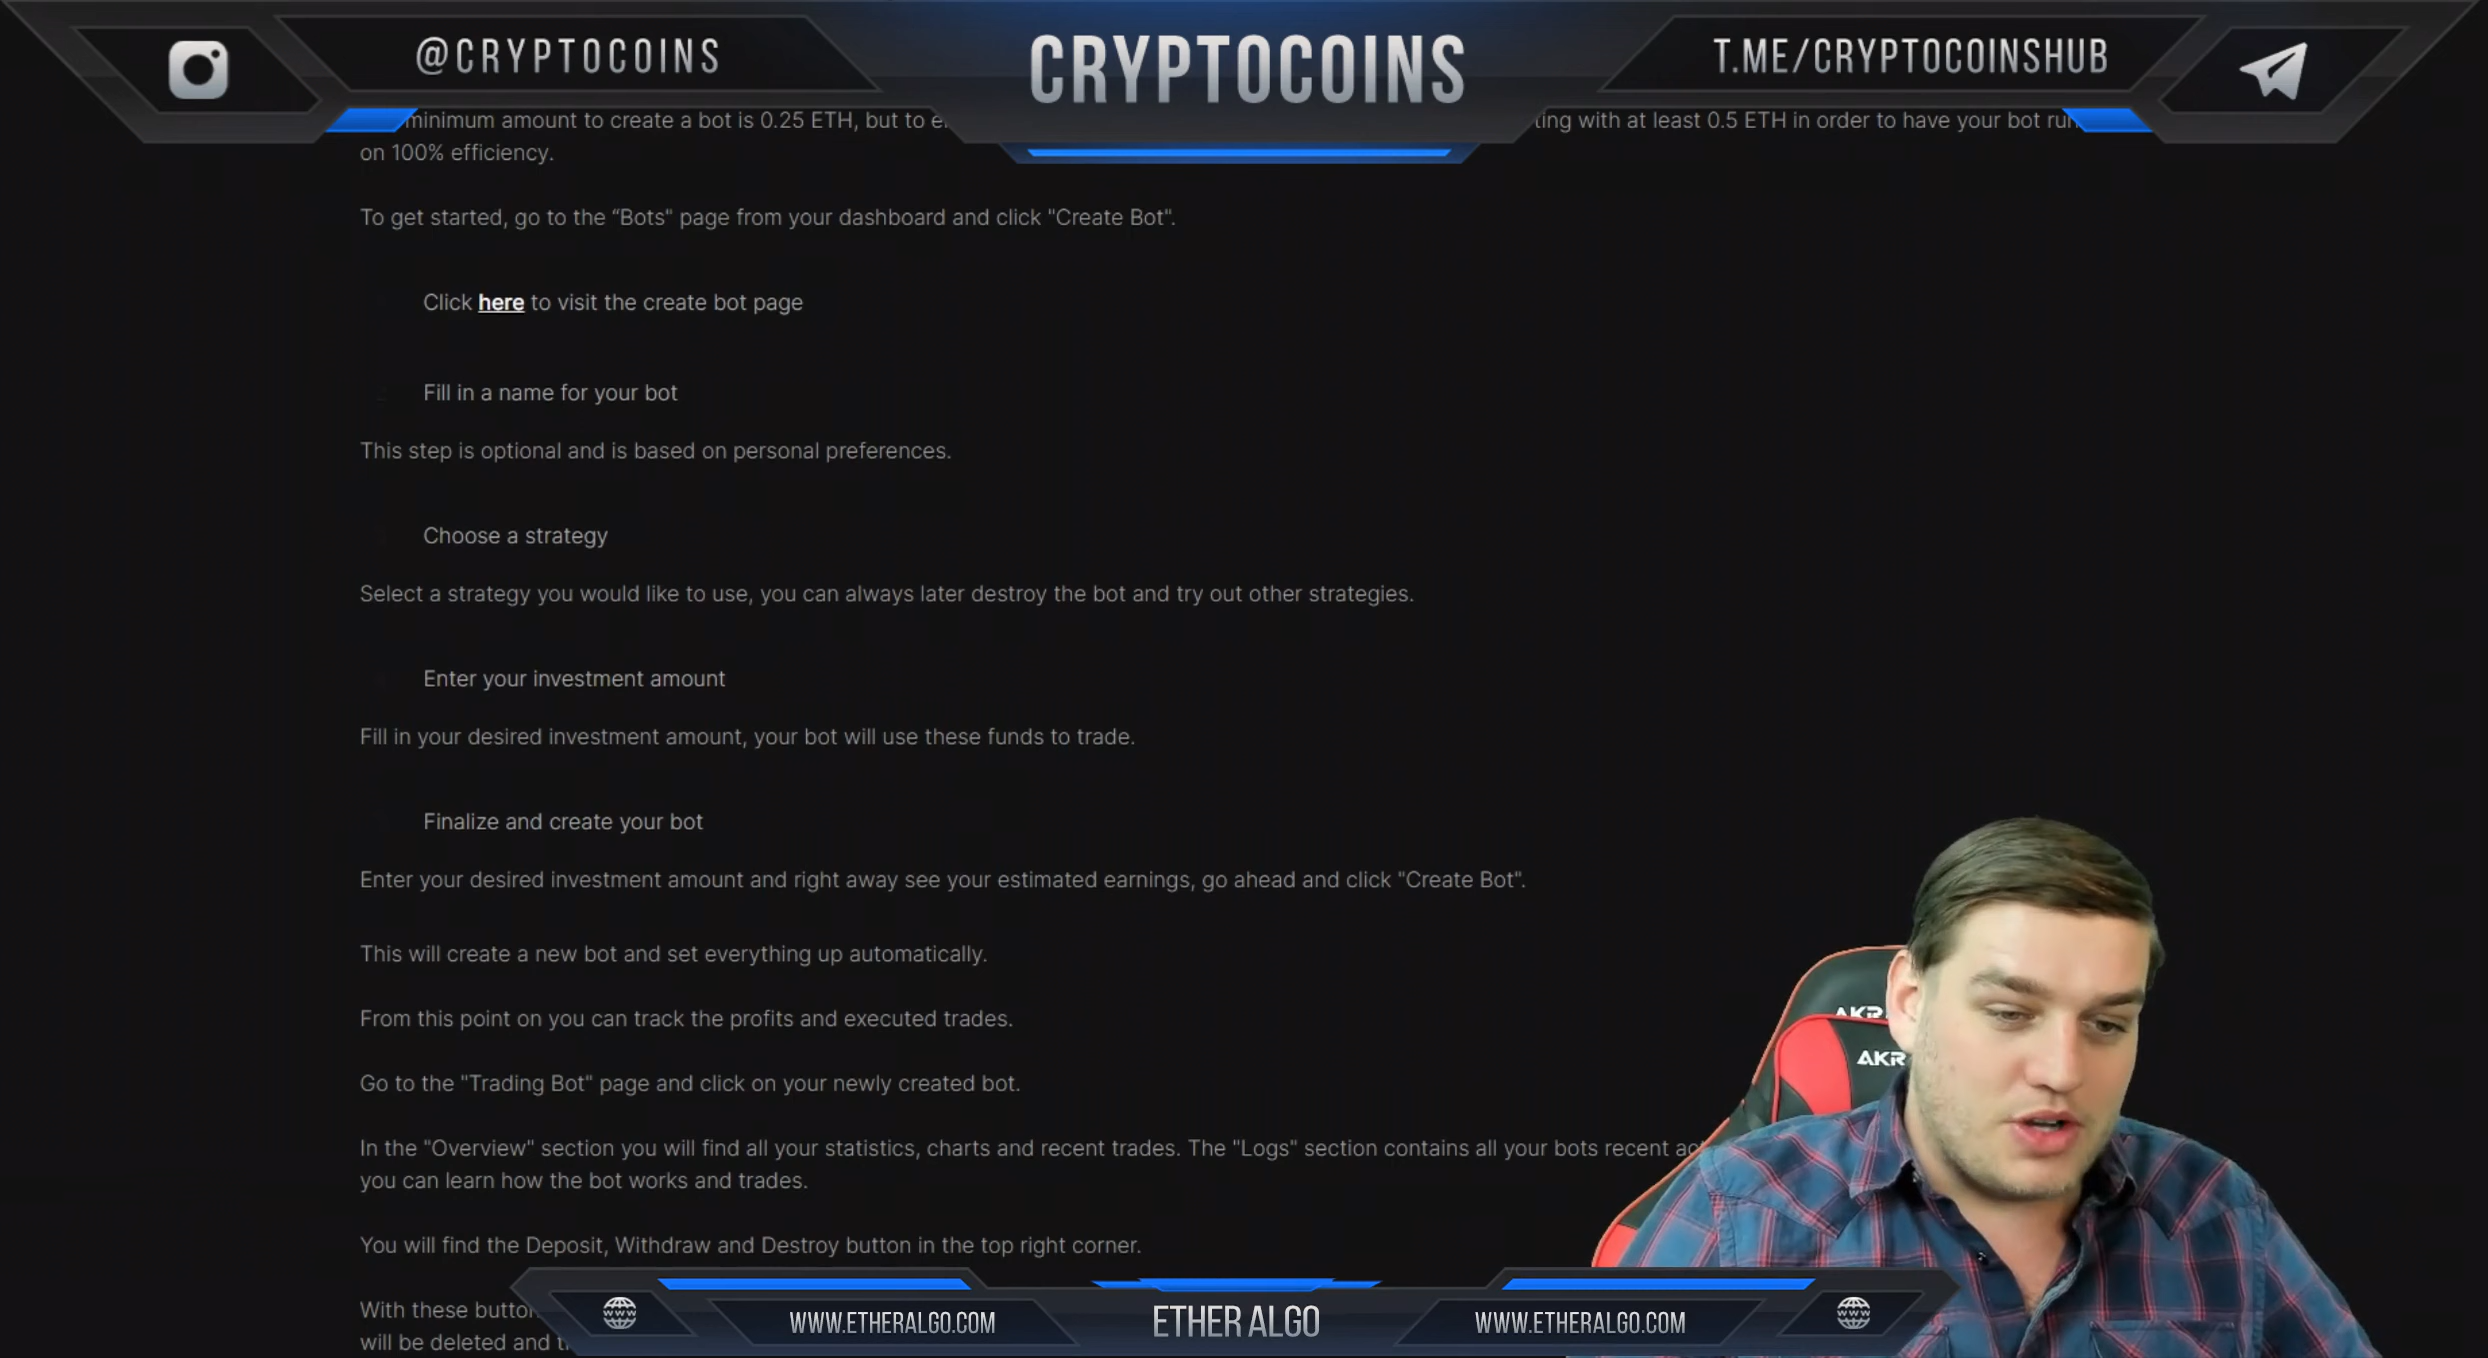 @CRYPTOCOINS
CRYPTOCOINS
T.ME/CRYPTOCOINSHUB
minimum amount to create a bot is 0.25 ETH, but to with at least 0.5 ETH in order to have your bot
on 100% efficiency.
To get started, go to the “Bots" page from your dashboard and click "Create Bot".
Click here to visit the create bot page
Fill in a name for your bot
This step is optional and is based on personal preferences.
Choose a strategy
Select a strategy you would like to use, you can always later destroy the bot and try out other strategies.
Enter your investment amount
Fill in your desired investment amount, your bot will use these funds to trade.
Finalize and create your bot
Enter your desired investment amount and right away see your estimated earnings, go ahead and click "Create Bot".
This will create a new bot and set everything up automatically.
From this point on you can track the profits and executed trades.
Go to the "Trading Bot" page and click on your newly created bot.
In the "Overview" section you will find all your statistics, charts and recent trades. The "Logs" section contains all your bots recent
you can learn how the bot works and trades.
You will find the Deposit, Withdraw and Destroy button in the top right corner.
With these
will be deleted and
AKR
AKR
WWW.ETHERALGO.COM
ETHER ALGO
WWW.ETHERALGO.COM